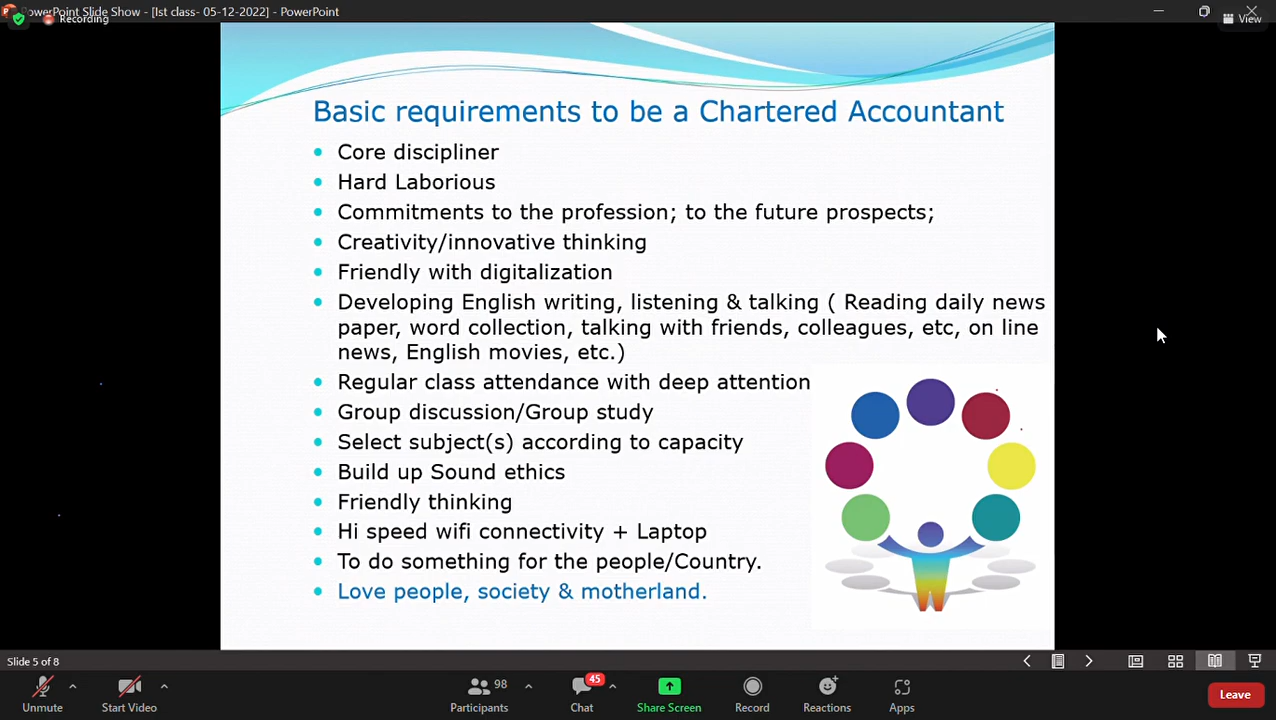 PowerPoint Slide Show - [Ist class- 05-12-2022] - PowerPoint
Recording
View
Basic requirements to be a Chartered Accountant
Core discipliner
Hard Laborious
Commitments to the profession; to the future prospects;
Creativity/innovative thinking
Friendly with digitalization
Developing English writing, listening & talking ( Reading daily news
paper, word collection, talking with friends, colleagues, etc, on line
news, English movies, etc.)
Regular class attendance with deep attention
Group discussion/Group study
Select subject(s) according to capacity
Build up Sound ethics
Friendly thinking
Hi speed wifi connectivity + Laptop
To do something for the people/Country.
Love people, society & motherland.
Slide 5 of 8
98
45
Unmute
Start Video
Participants
Chat
Share Screen
Record
Reactions
Apps
Leave